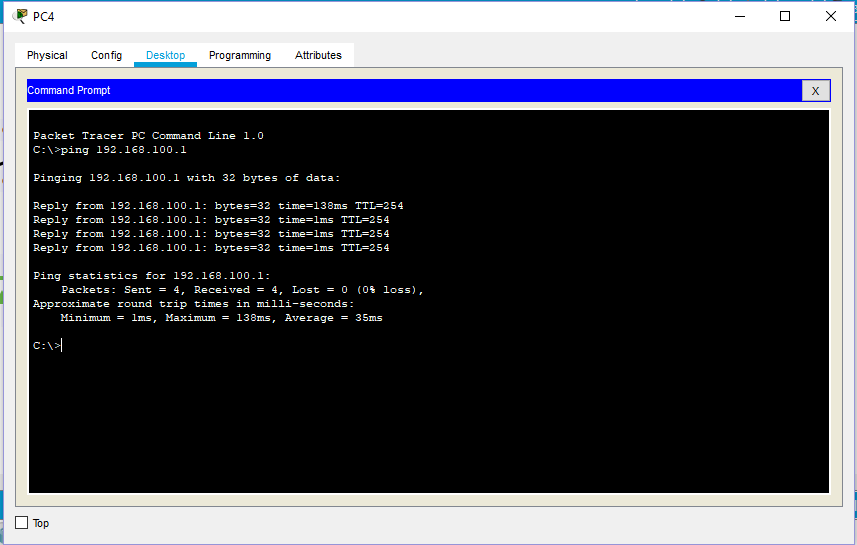 PC4
Physical Config Desktop Programming Attributes
Command Prompt
X
Packet Tracer PC Command Line 1.0
C:\>ping 192.168.100.1
Pinging 192.168.100.1 with 32 bytes of data:
Reply from 192.168.100.1: bytes=32 time=138ms TTL=254
Reply from 192.168.100.1: bytes=32 time=1ms TTL=254
Reply from 192.168.100.1: bytes=32 time=1ms TTL=254
Reply from 192.168.100.1: bytes=32 time=1ms TTL=254
Ping statistics for 192.168.100.1:
Packets: Sent = 4, Received = 4, Lost = 0 (0% loss),
Approximate round trip times in milli-seconds:
Minimum = 1ms, Maximum = 138ms, Average = 35ms
C:\>
Top